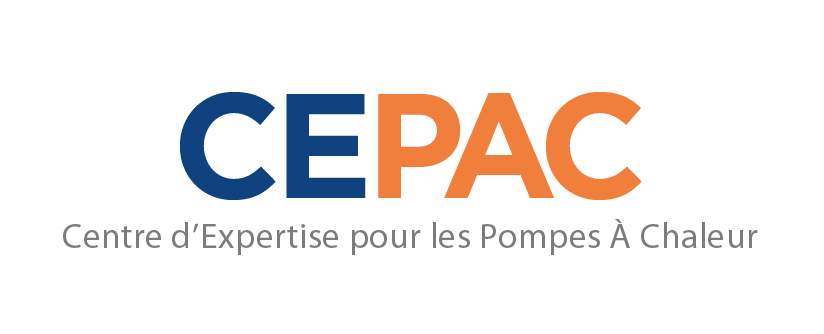 CEPAC
Centre d’Expertise pour les Pompes À Chaleur